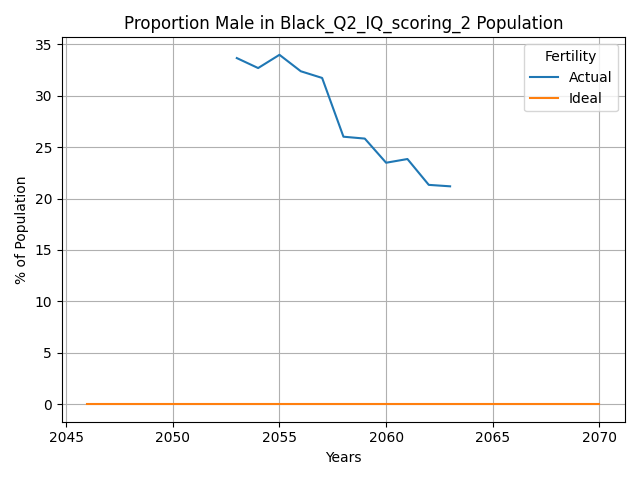 Proportion Male in Black_Q2_IQ_scoring_2 Population
35
30
25
20
15
10
5
0
% of Population
Fertility
Actual
Ideal
2045 2050 2055 2060 2065 2070
Years